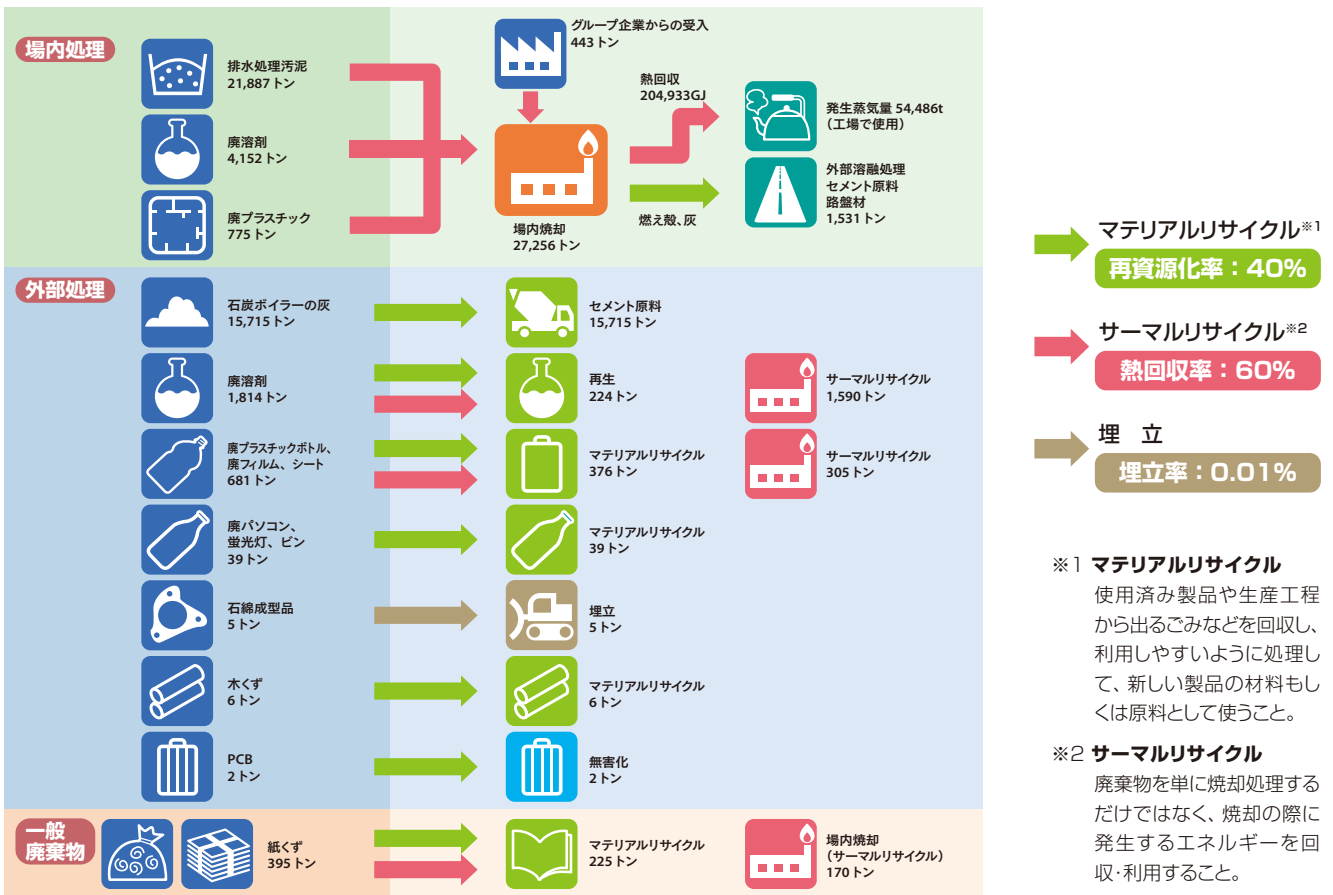 場内処理
排水処理汚泥
21,887トン
廃溶剤
4,152トン
廃プラスチック
775トン
グループ企業からの受入
443トン
場内焼却
27,256トン
熱回収
204,933GJ
燃え殻、灰
発生蒸気量 54,486t
（工場で使用）
外部溶融処理
セメント原料
路盤材
1,531トン
外部処理
石炭ボイラーの灰
15,715トン
セメント原料
15,715トン
廃溶剤
1,814トン
再生
224トン
サーマルリサイクル
1,590トン
廃プラスチックボトル、
廃フィルム、シート
681トン
マテリアルリサイクル
376トン
サーマルリサイクル
305トン
廃パソコン、
蛍光灯、ビン
39トン
マテリアルリサイクル
39トン
石綿成型品
5トン
埋立
5トン
木くず
6トン
マテリアルリサイクル
6トン
PCB
2トン
無害化
2トン
一般
廃棄物
紙くず
395トン
マテリアルリサイクル
225トン
場内焼却
（サーマルリサイクル）
170トン
マテリアルリサイクル※1
再資源化率：40%
サーマルリサイクル※2
熱回収率：60%
埋 立
埋立率：0.01%
※1 マテリアルリサイクル
使用済み製品や生産工程
から出るごみなどを回収し、
利用しやすいように処理し
て、新しい製品の材料もし
くは原料として使うこと。
※2 サーマルリサイクル
廃棄物を単に焼却処理する
だけではなく、焼却の際に
発生するエネルギーを回
収・利用すること。